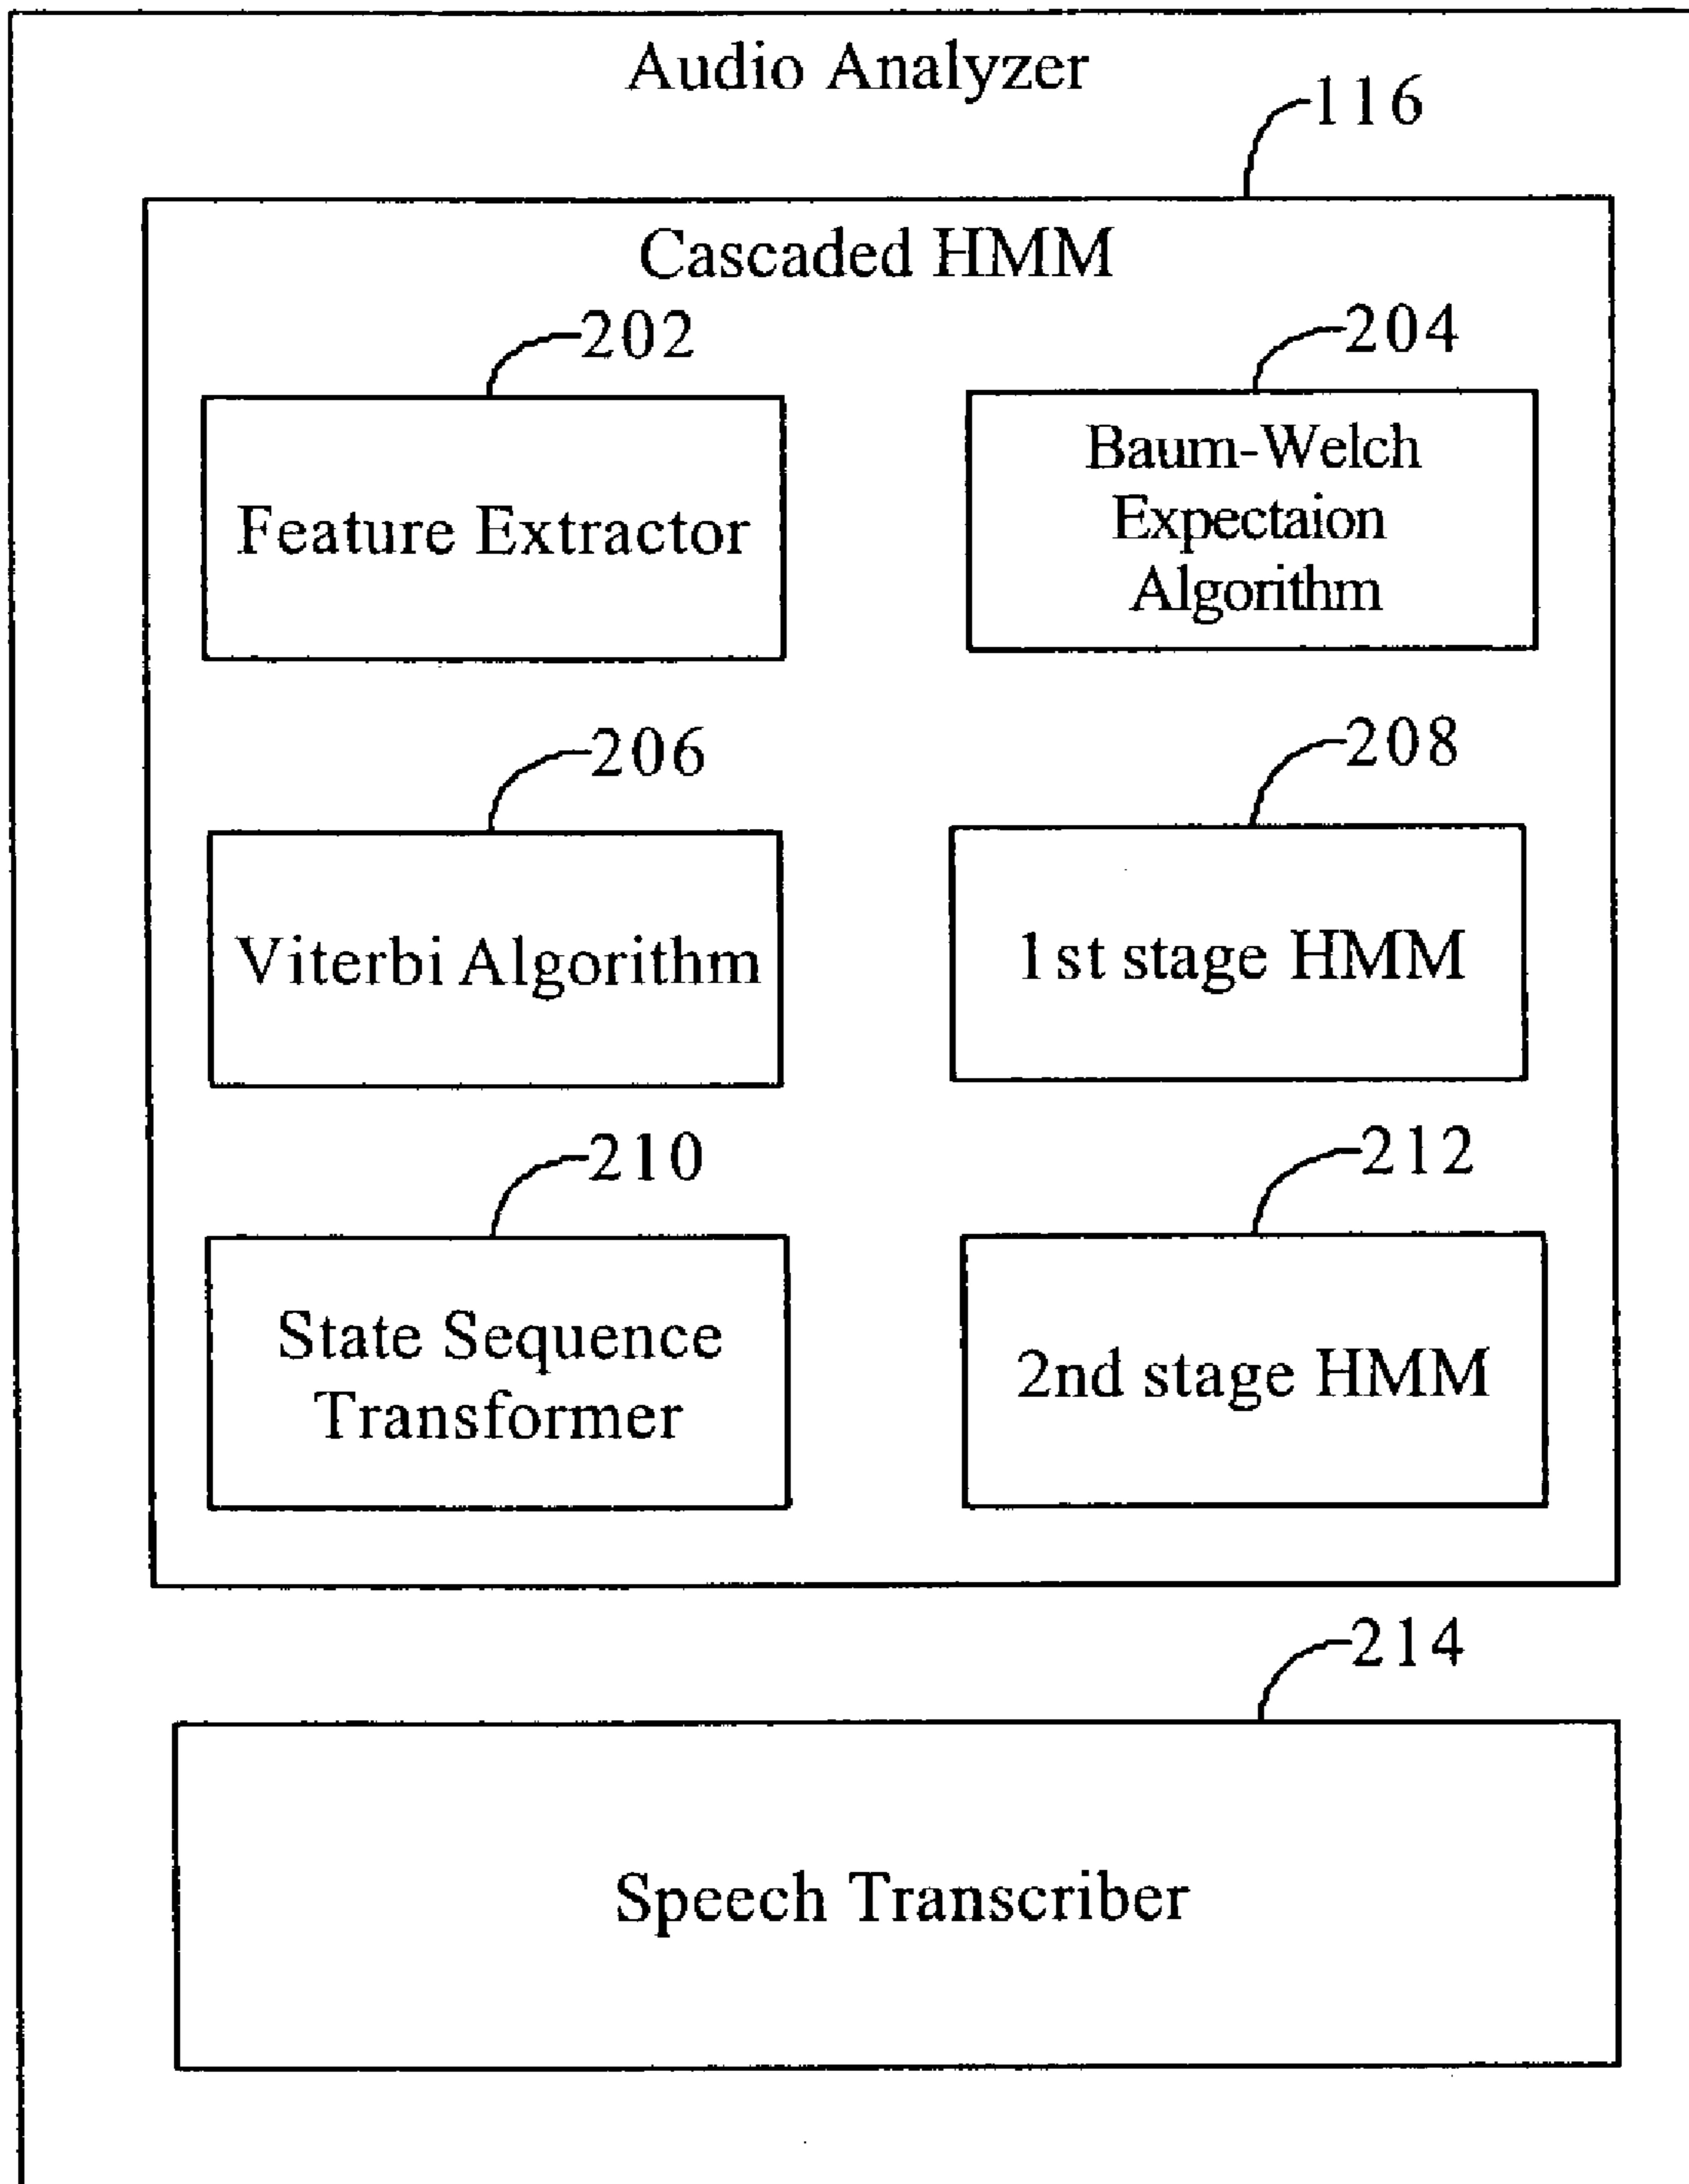 Audio Analyzer
116
Cascaded HMM
202
204
Feature Extractor
Baum-Welch
Expectaion
Algorithm
206
208
Viterbi Algorithm
1st stage HMM
210
212
State Sequence
Transformer
2nd stage HMM
214
Speech Transcriber